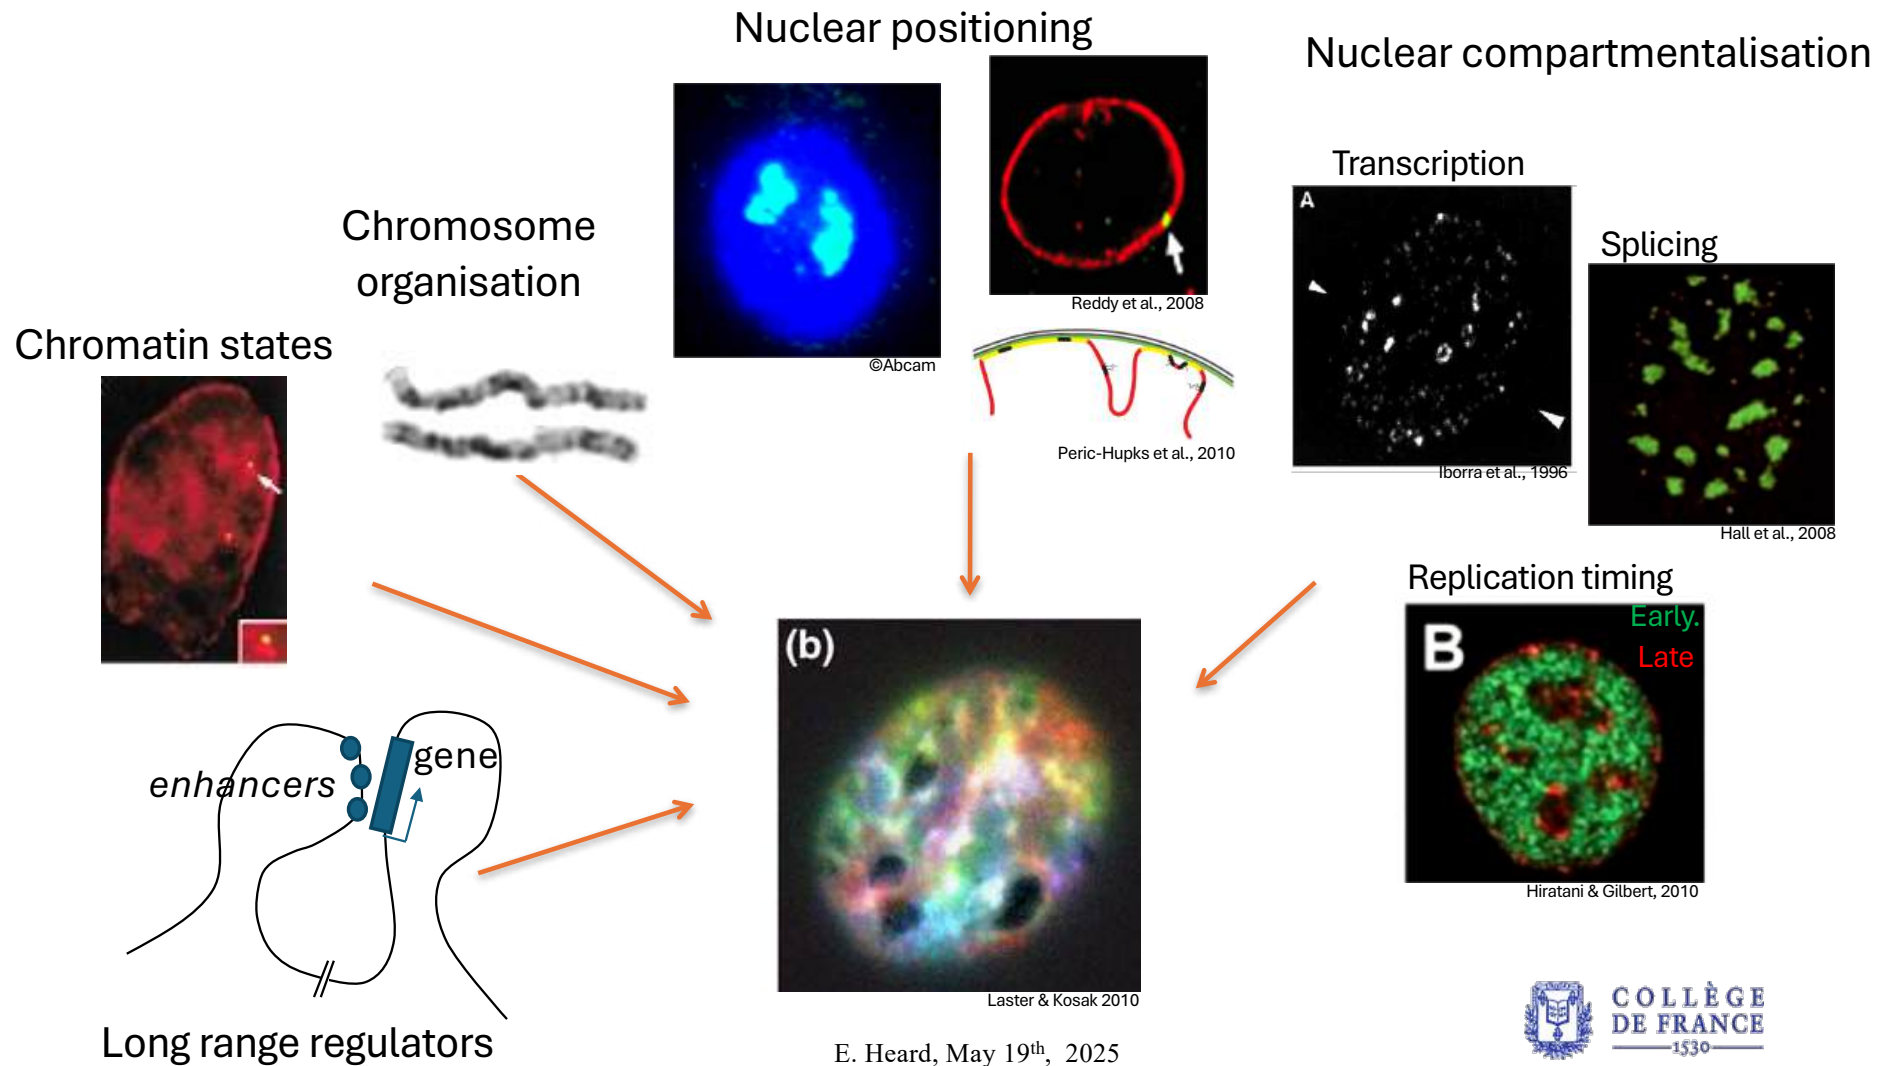 Nuclear positioning
Nuclear compartmentalisation
Transcription
A
Splicing
Chromosome
organisation
Reddy et al., 2008
Chromatin states
©Abcam
Peric-Hupks et al., 2010
Iborra et al., 1996
Hall et al., 2008
Replication timing
Early.
B
Late
(b)
gene
enhancers
Hiratani & Gilbert, 2010
Laster & Kosak 2010
Long range regulators
E. Heard, May 19th, 2025
COLLÈGE
DE FRANCE
1530